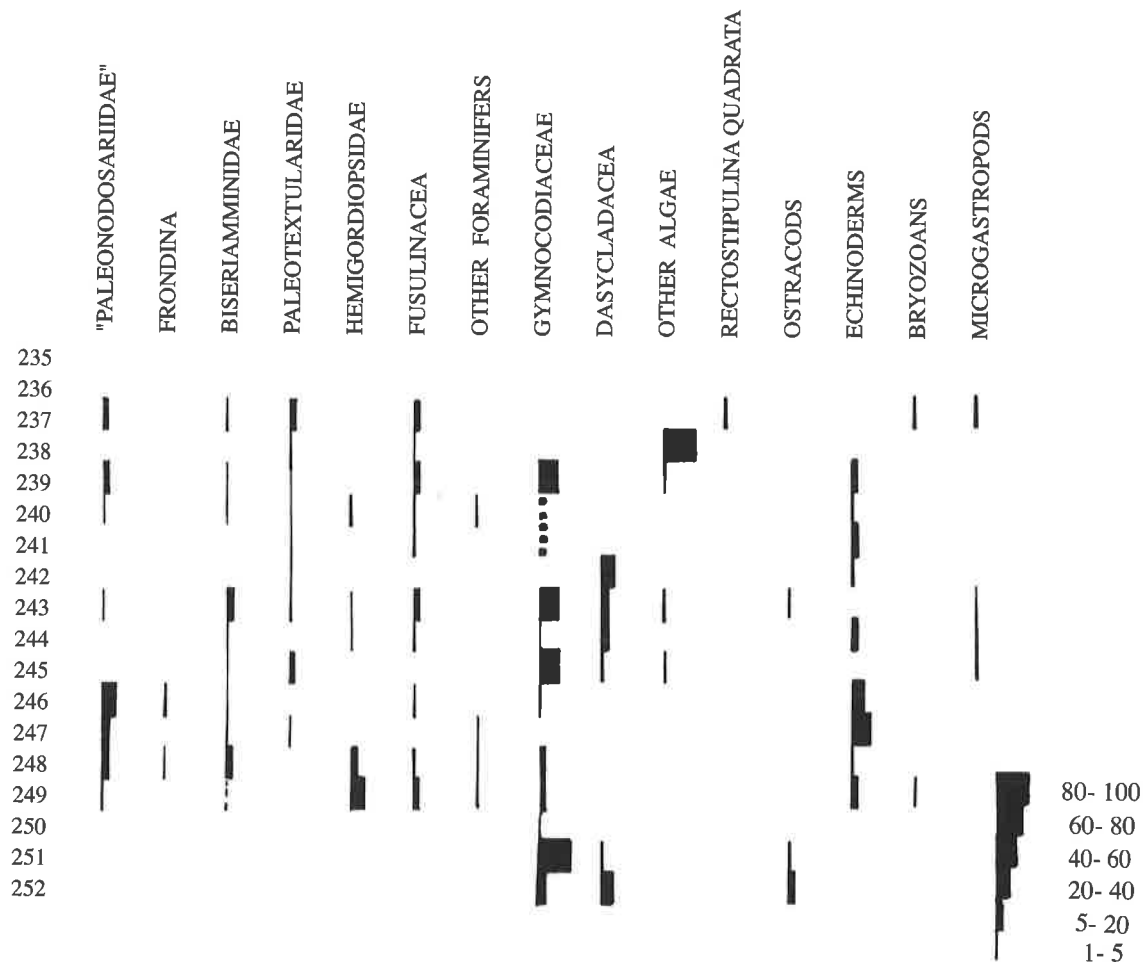 "PALEONODOSARIIDAE"
FRONDINA
BISERIAMMINIDAE
PALEOTEXTULARIDAE
HEMIGORDIOPSIDAE
FUSULINACEA
OTHER FORAMINIFERS
GYMNOCODIACEAE
DASYCLADACEA
OTHER ALGAE
RECTOSTIPULINA QUADRATA
OSTRACODS
ECHINODERMS
BRYOZOANS
MICROGASTROPODS
235
236
237
238
239
240
241
242
243
244
245
246
247
248
249
250
251
252
80- 100
60- 80
40- 60
20- 40
5- 20
1- 5